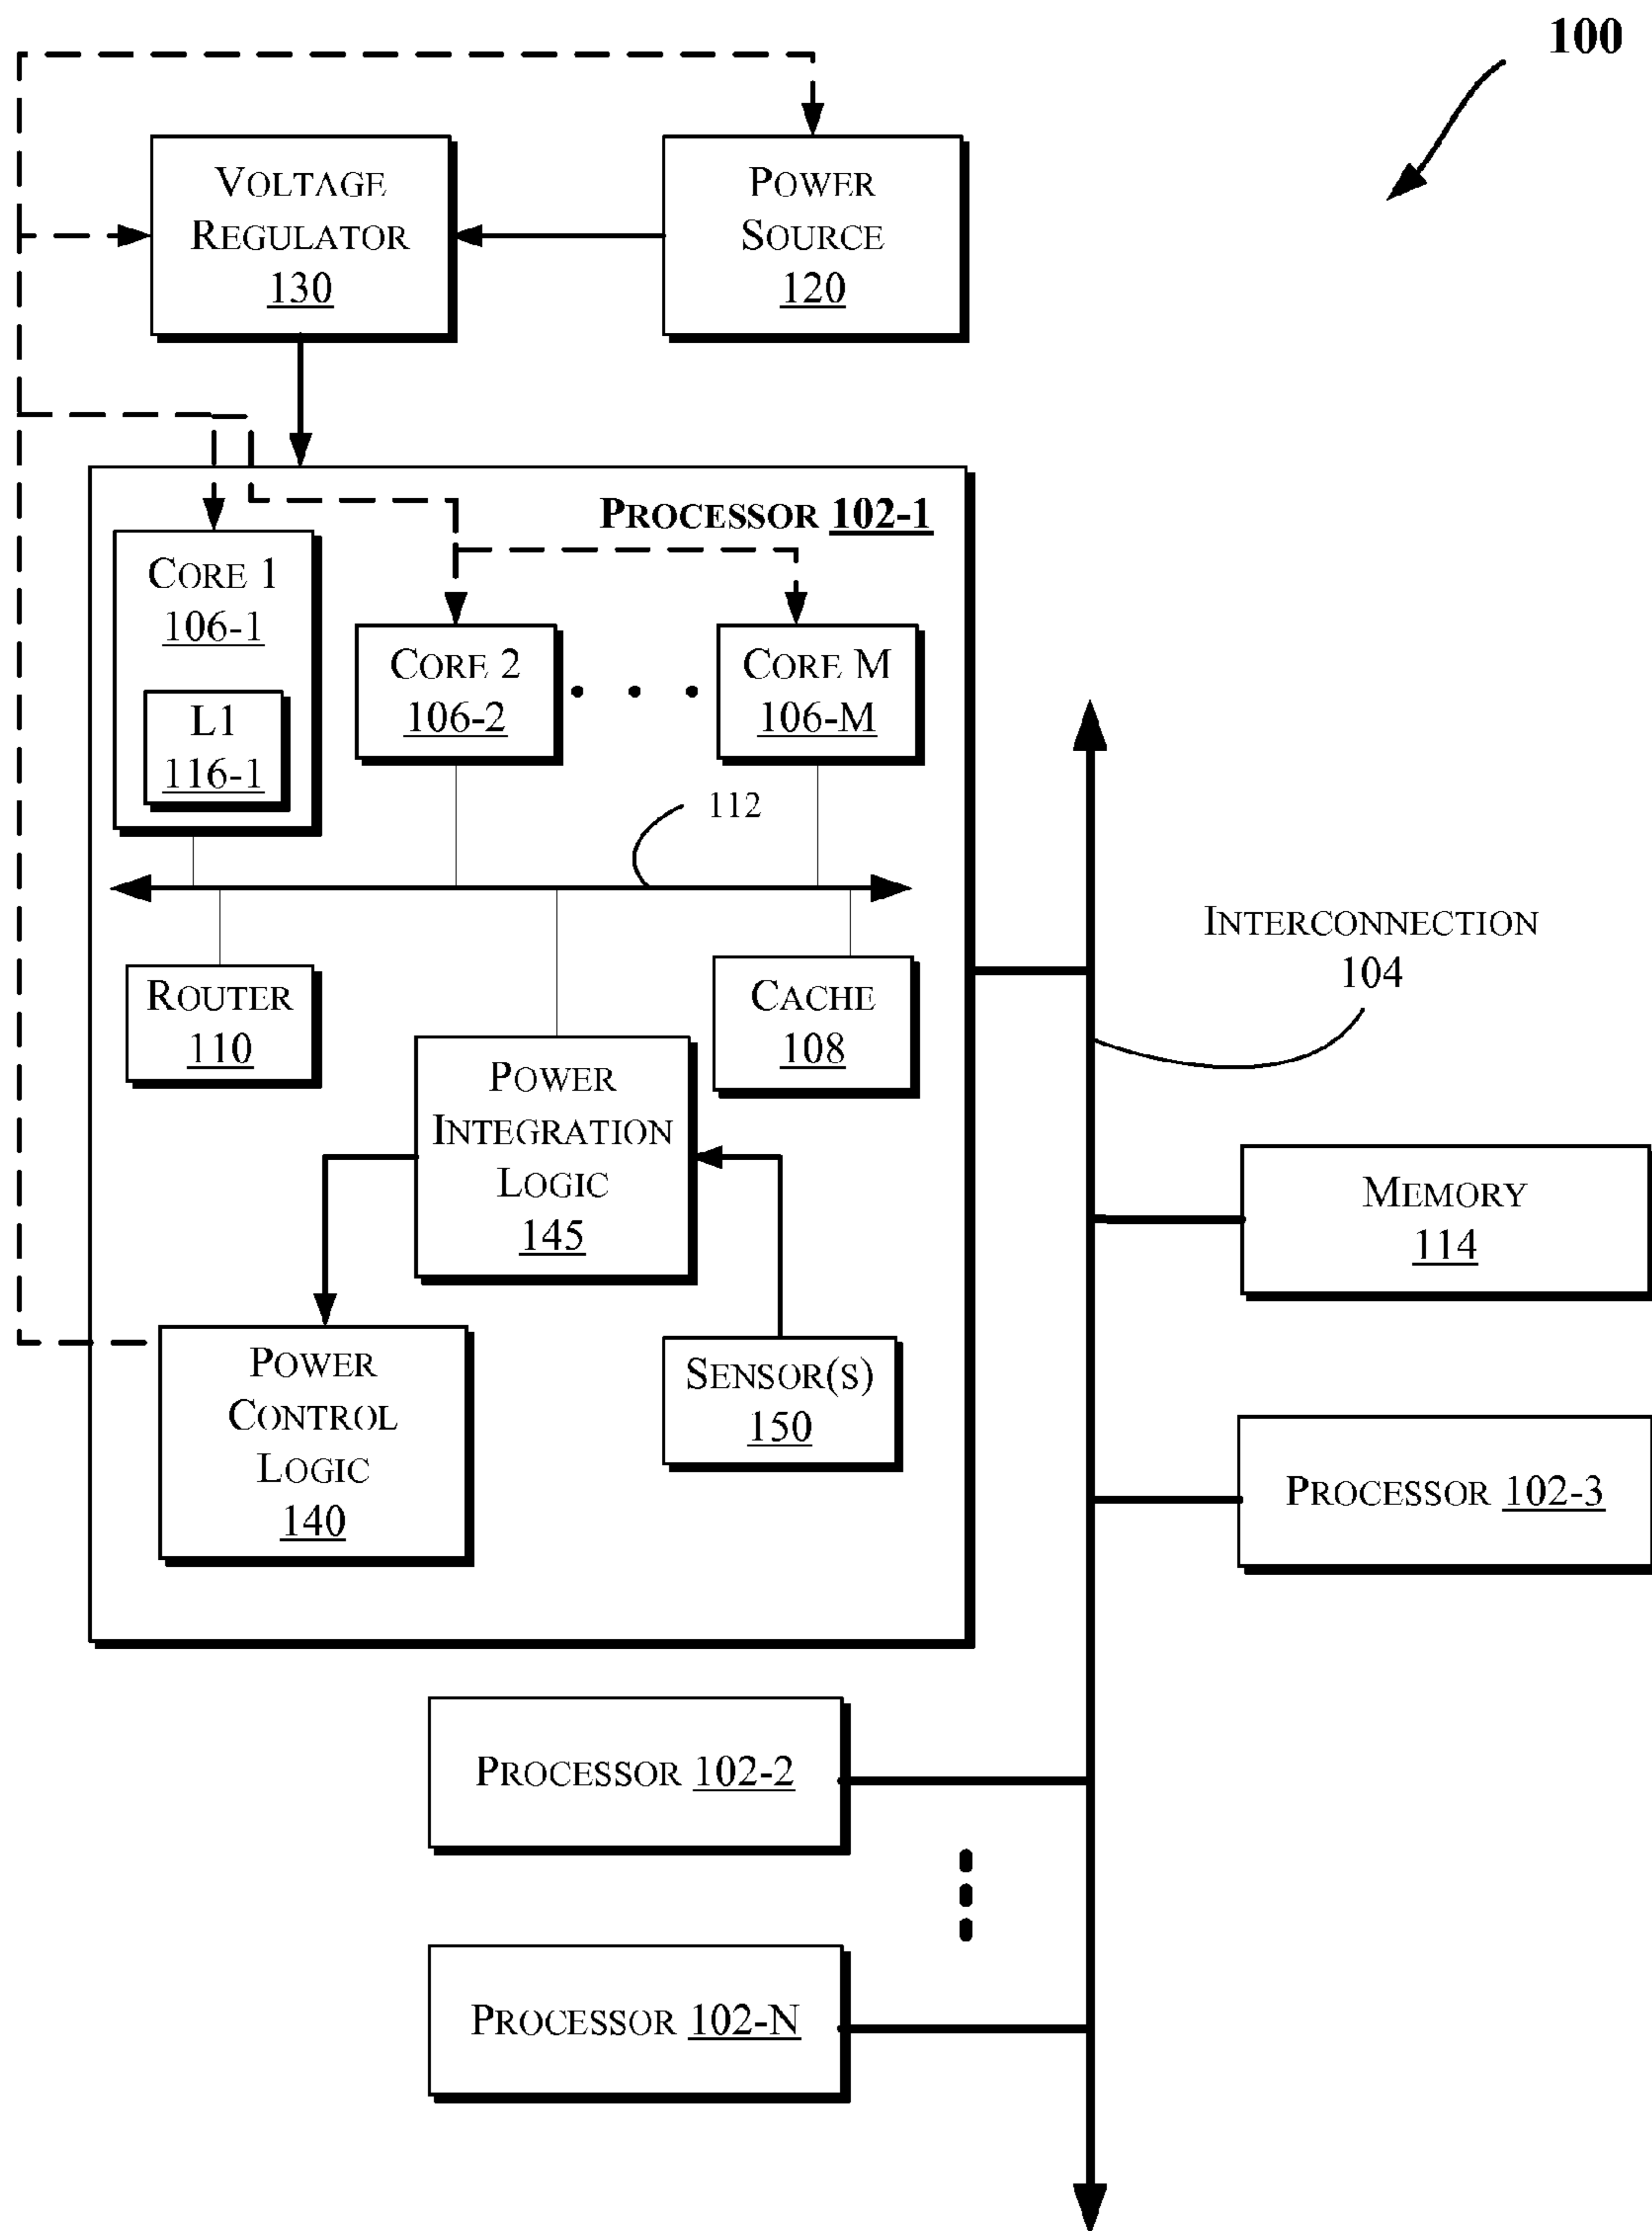 100
VOLTAGE
REGULATOR
130
POWER
SOURCE
120
PROCESSOR 102-1
CORE 1
106-1
L1
116-1
CORE 2
106-2
CORE M
106-M
112
ROUTER
110
CACHE
108
POWER
INTEGRATION
LOGIC
145
POWER
CONTROL
LOGIC
140
SENSOR(S)
150
INTERCONNECTION
104
MEMORY
114
PROCESSOR 102-3
PROCESSOR 102-2
PROCESSOR 102-N